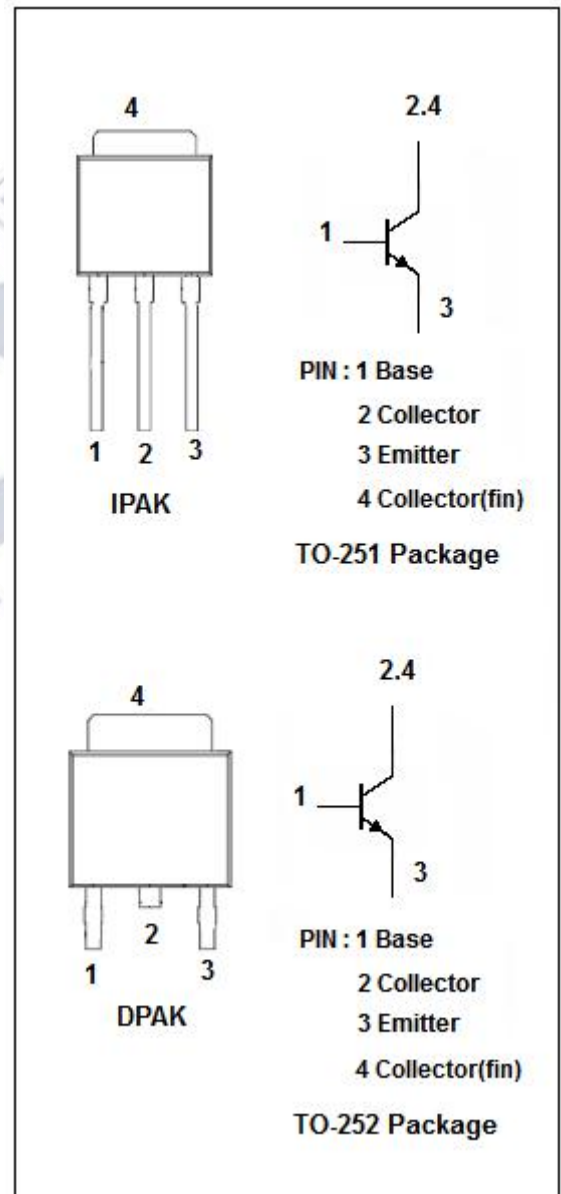 4
2.4
1
3
1 2 3
IPAK
PIN : 1 Base
2 Collector
3 Emitter
4 Collector(fin)
TO-251 Package
4
2.4
1
3
1 2 3
DPAK
PIN : 1 Base
2 Collector
3 Emitter
4 Collector(fin)
TO-252 Package